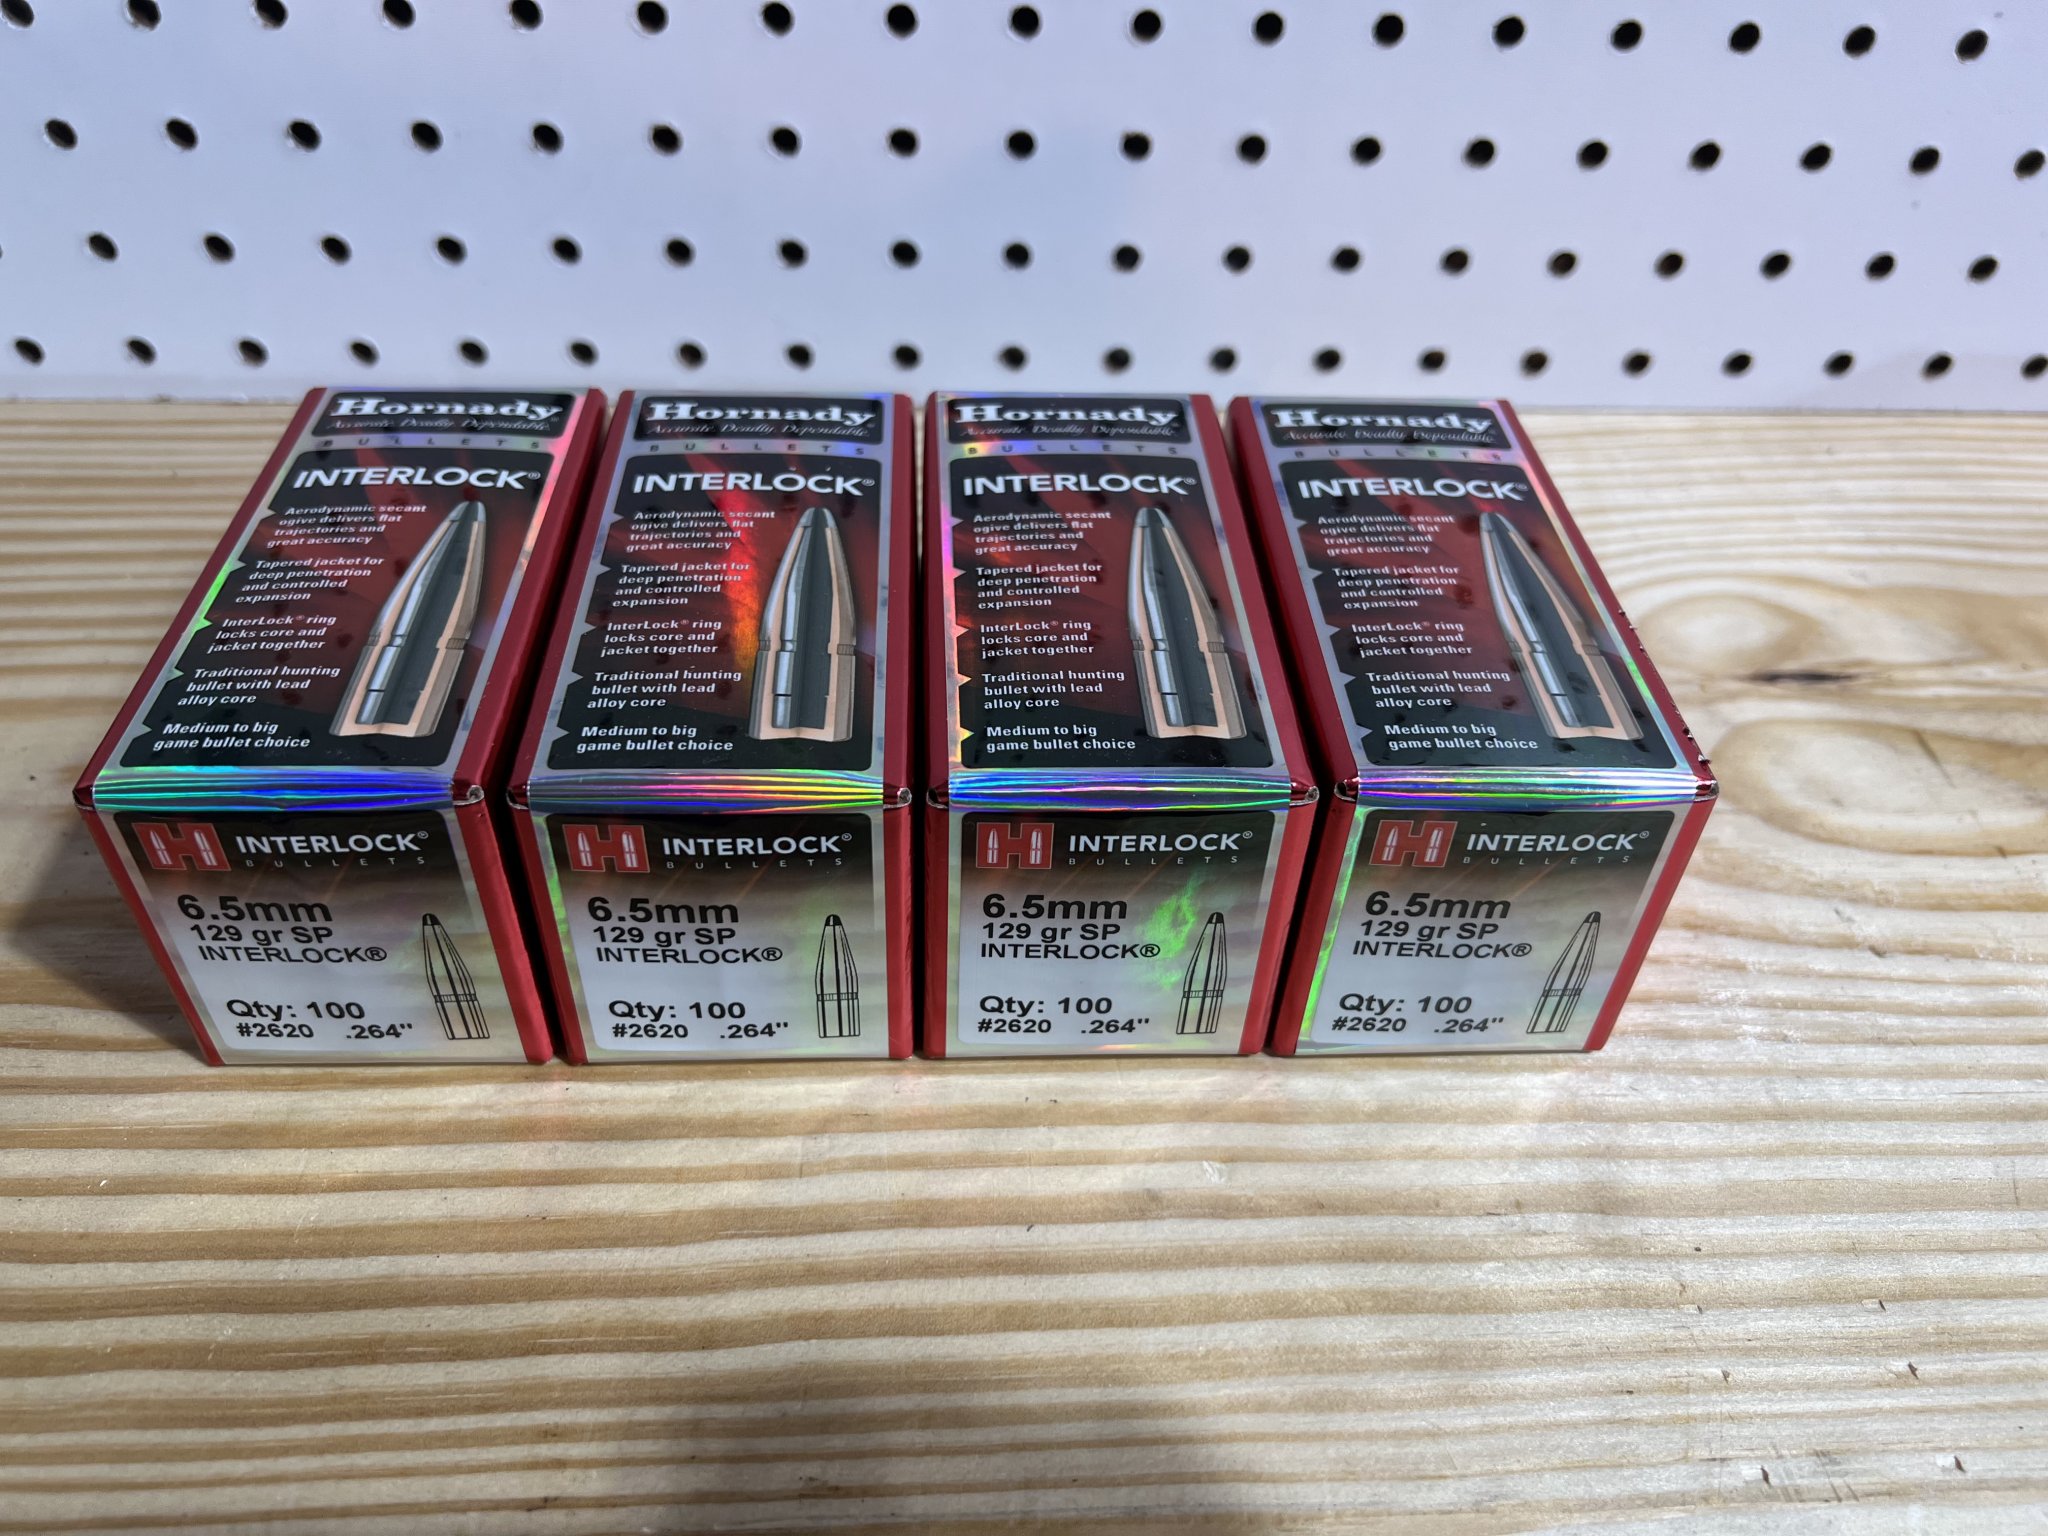 Hornady®
Accurate. Deadly. Dependable.
BULLETS
INTERLOCK®
Aerodynamic secant
ogive delivers flat
trajectories and
great accuracy
Tapered jacket for
deep penetration
and controlled
expansion
InterLock® ring
locks core and
jacket together
Traditional hunting
bullet with lead
alloy core
Medium to big
game bullet choice
H INTERLOCK®
BULLETS
6.5mm
129 gr SP
INTERLOCK®
Qty: 100
#2620 .264"
Hornady®
Accurate. Deadly. Dependable.
BULLETS
INTERLOCK®
Aerodynamic secant
ogive delivers flat
trajectories and
great accuracy
Tapered jacket for
deep penetration
and controlled
expansion
InterLock® ring
locks core and
jacket together
Traditional hunting
bullet with lead
alloy core
Medium to big
game bullet choice
H INTERLOCK®
BULLETS
6.5mm
129 gr SP
INTERLOCK®
Qty: 100
#2620 .264"
Hornady®
Accurate. Deadly. Dependable.
BULLETS
INTERLOCK®
Aerodynamic secant
ogive delivers flat
trajectories and
great accuracy
Tapered jacket for
deep penetration
and controlled
expansion
InterLock® ring
locks core and
jacket together
Traditional hunting
bullet with lead
alloy core
Medium to big
game bullet choice
H INTERLOCK®
BULLETS
6.5mm
129 gr SP
INTERLOCK®
Qty: 100
#2620 .264"
Hornady®
Accurate. Deadly. Dependable.
BULLETS
INTERLOCK®
Aerodynamic secant
ogive delivers flat
trajectories and
great accuracy
Tapered jacket for
deep penetration
and controlled
expansion
InterLock® ring
locks core and
jacket together
Traditional hunting
bullet with lead
alloy core
Medium to big
game bullet choice
H INTERLOCK®
BULLETS
6.5mm
129 gr SP
INTERLOCK®
Qty: 100
#2620 .264"